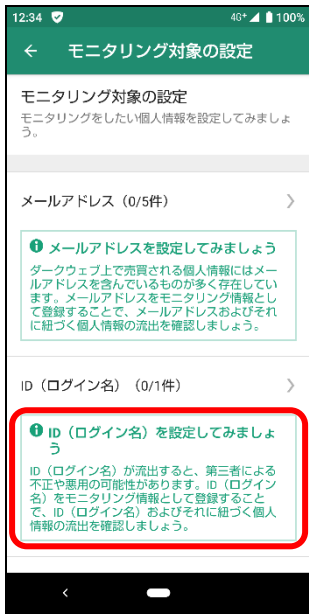 12:34 4G+ 100%
← モニタリング対象の設定
モニタリング対象の設定
モニタリングをしたい個人情報を設定してみましょ
う。
メールアドレス（0/5件）
メールアドレスを設定してみましょう
ダークウェブ上で売買される個人情報にはメー
ルアドレスを含んでいるものが多く存在してい
ます。メールアドレスをモニタリング情報とし
て登録することで、メールアドレスおよびそれ
に紐づく個人情報の流出を確認しましょう。
ID（ログイン名）（0/1件）
ID（ログイン名）を設定してみましょ
う
ID（ログイン名）が流出すると、第三者による
不正や悪用の可能性があります。ID（ログイン
名）をモニタリング情報として登録すること
で、ID（ログイン名）およびそれに紐づく個人
情報の流出を確認しましょう。